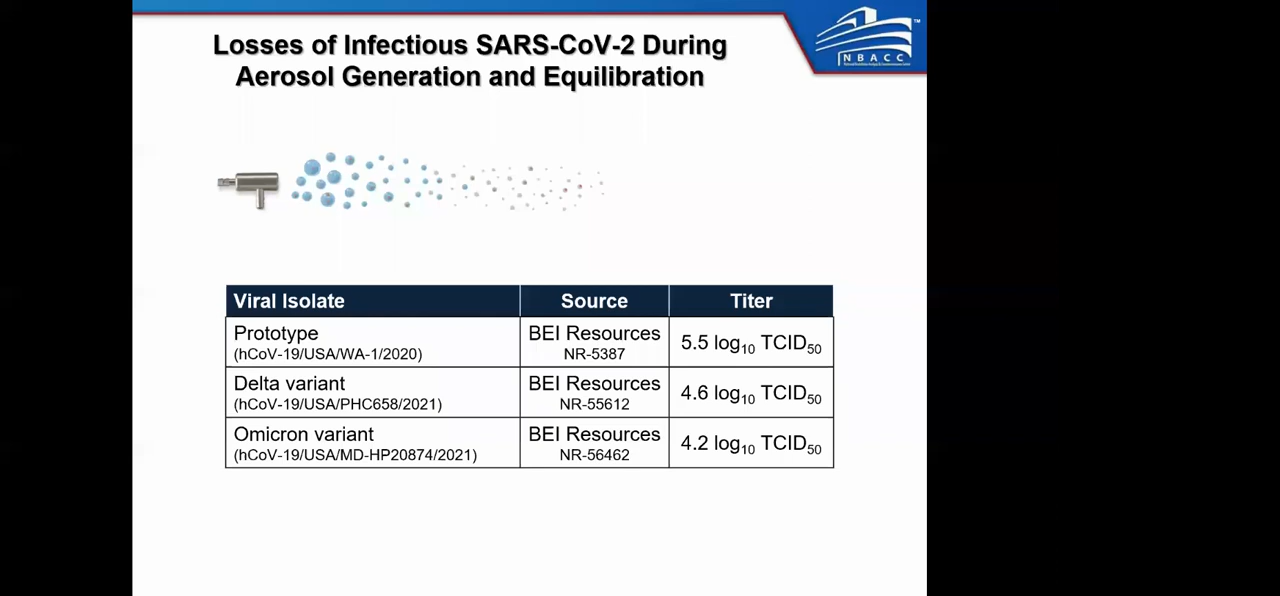 Losses of Infectious SARS-CoV-2 During
Aerosol Generation and Equilibration
NBACC
TM
Viral Isolate Source Titer
Prototype BEI Resources 5.5 log10 TCID50
(hCoV-19/USA/WA-1/2020) NR-5387
Delta variant BEI Resources 4.6 log10 TCID50
(hCoV-19/USA/PHC658/2021) NR-55612
Omicron variant BEI Resources 4.2 log10 TCID50
(hCoV-19/USA/MD-HP20874/2021) NR-56462